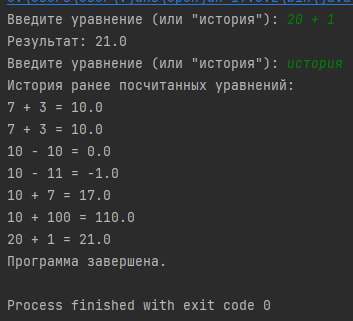 Введите уравнение (или "история"): 20 + 1
Результат: 21.0
Введите уравнение (или "история"): история
История ранее посчитанных уравнений:
7 + 3 = 10.0
7 + 3 = 10.0
10 - 10 = 0.0
10 - 11 = -1.0
10 + 7 = 17.0
10 + 100 = 110.0
20 + 1 = 21.0
Программа завершена.
Process finished with exit code 0